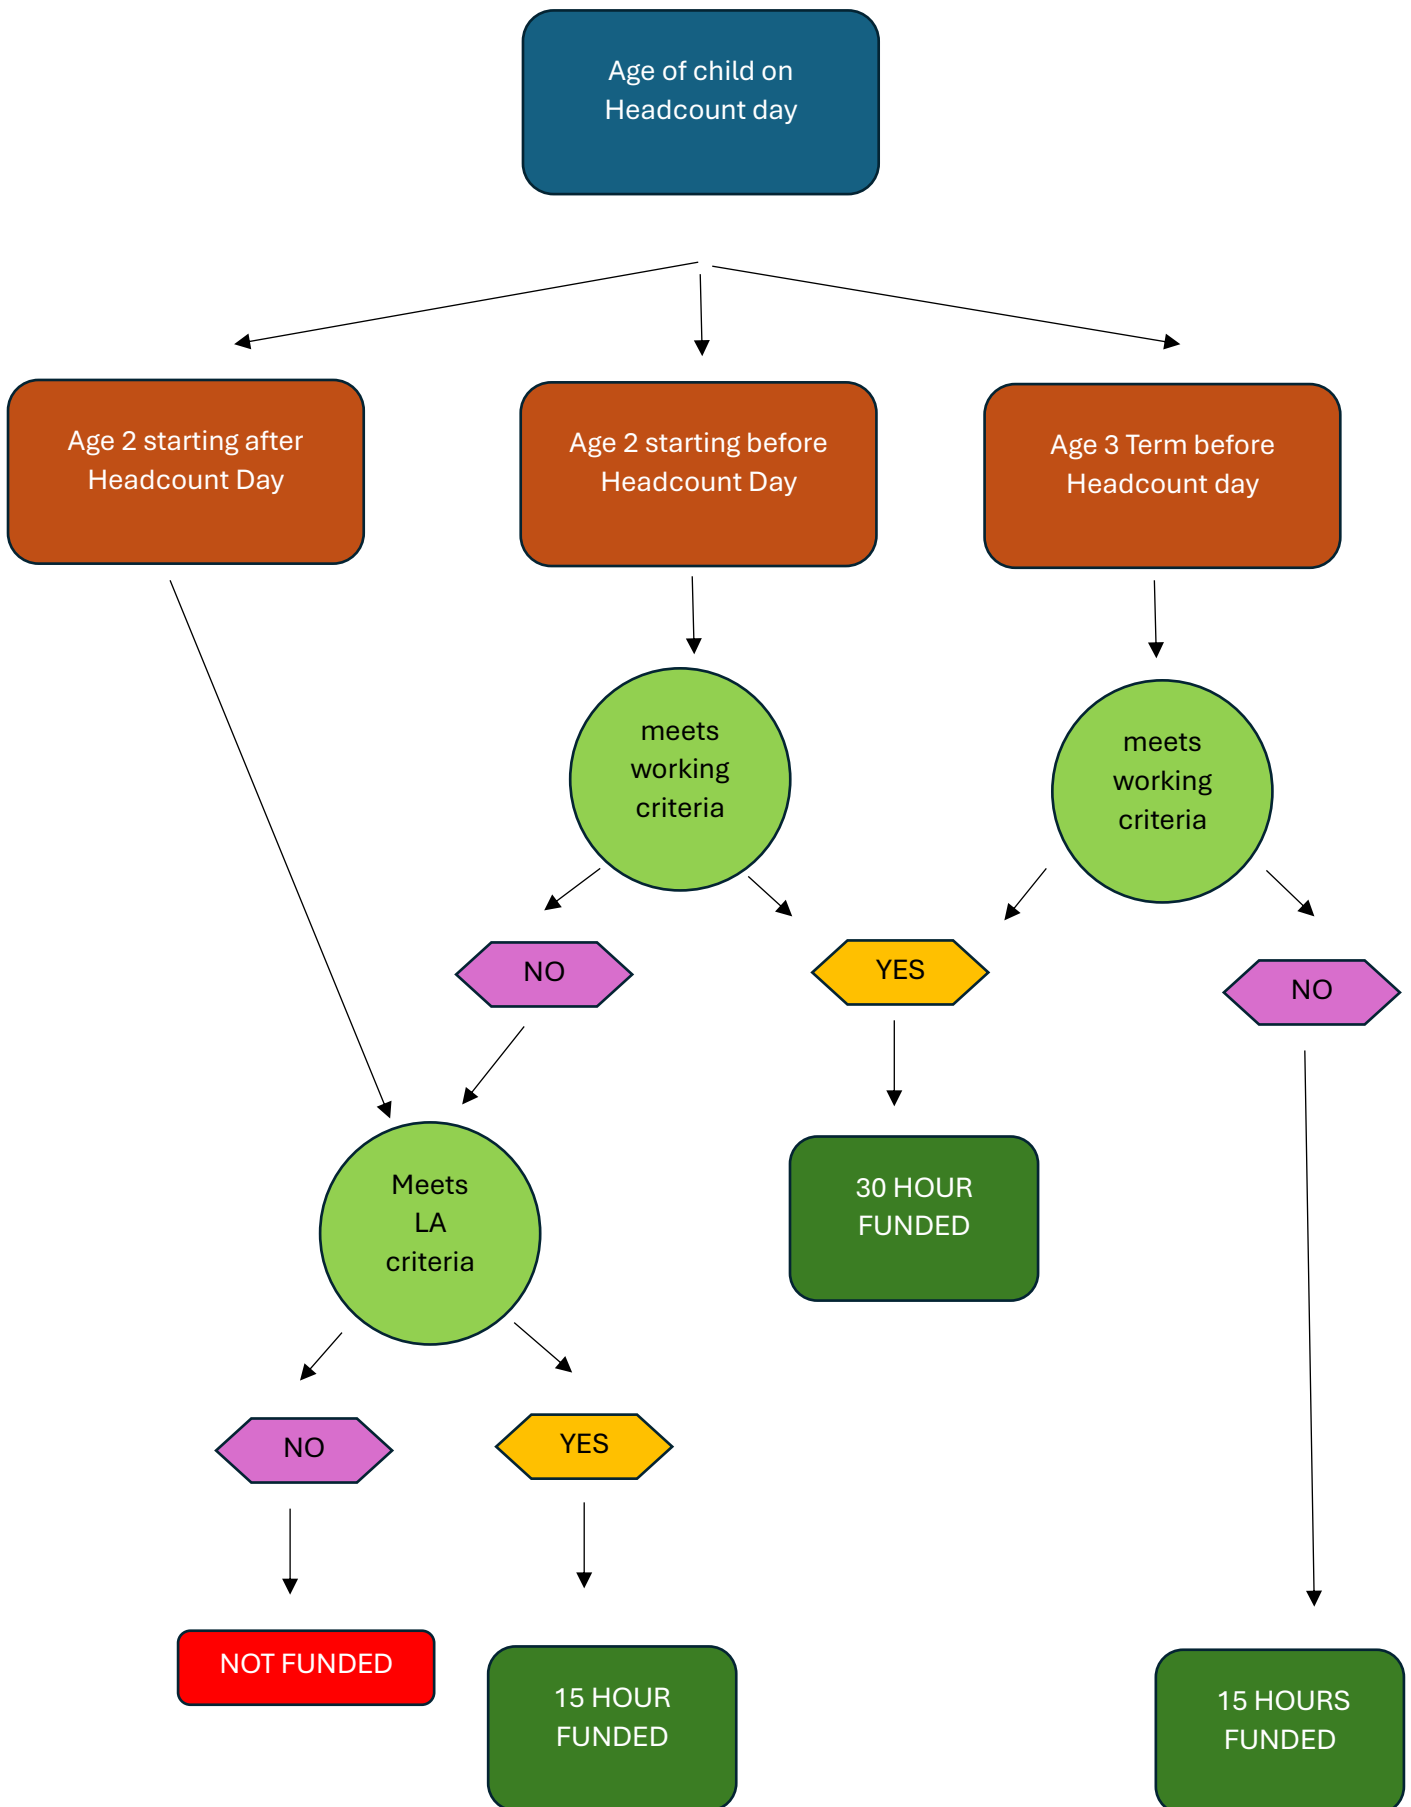 Age of child on
Headcount day
Age 2 starting after
Headcount Day
Age 2 starting before
Headcount Day
Age 3 Term before
Headcount day
meets
working
criteria
meets
working
criteria
NO
YES
NO
Meets
LA
criteria
30 HOUR
FUNDED
NO
YES
NOT FUNDED
15 HOUR
FUNDED
15 HOURS
FUNDED